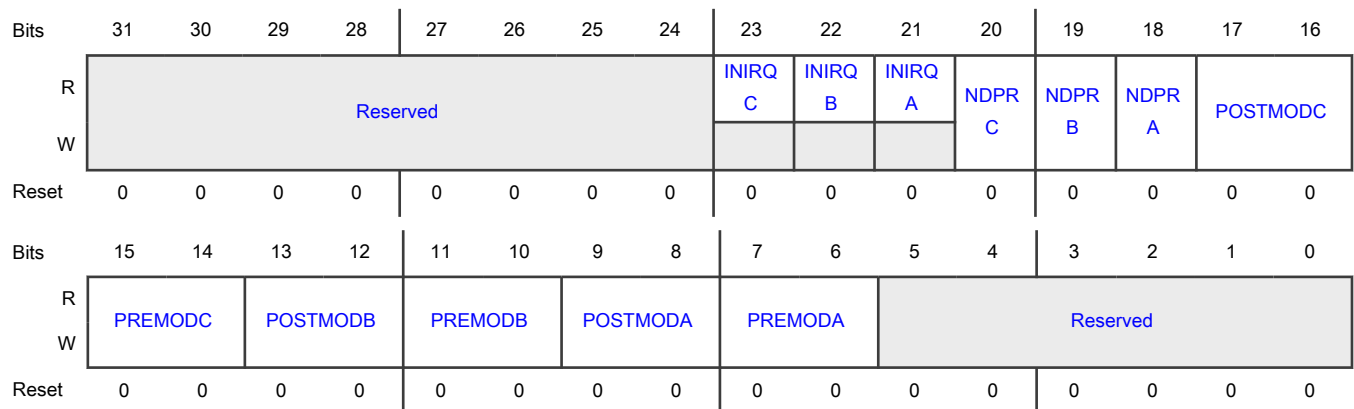 Bits 31 30 29 28 27 26 25 24 23 22 21 20 19 18 17 16
R Reserved INIRQ C INIRQ B INIRQ A NDPR C NDPR B NDPR A POSTMODC
W
Reset 0 0 0 0 0 0 0 0 0 0 0 0 0 0 0 0
Bits 15 14 13 12 11 10 9 8 7 6 5 4 3 2 1 0
R PREMODC POSTMODB PREMODB POSTMODA PREMODA Reserved
W
Reset 0 0 0 0 0 0 0 0 0 0 0 0 0 0 0 0